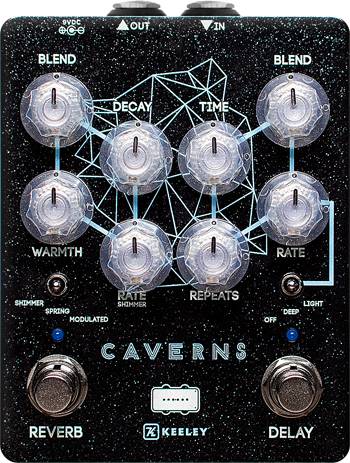 9VDC
OUT IN
BLEND BLEND
DECAY TIME
WARMTH RATE
RATE REPEATS
SHIMMER
SHIMMER
SPRING
MODULATED
LIGHT
DEEP
OFF
CAVERNS
REVERB KEELEY DELAY